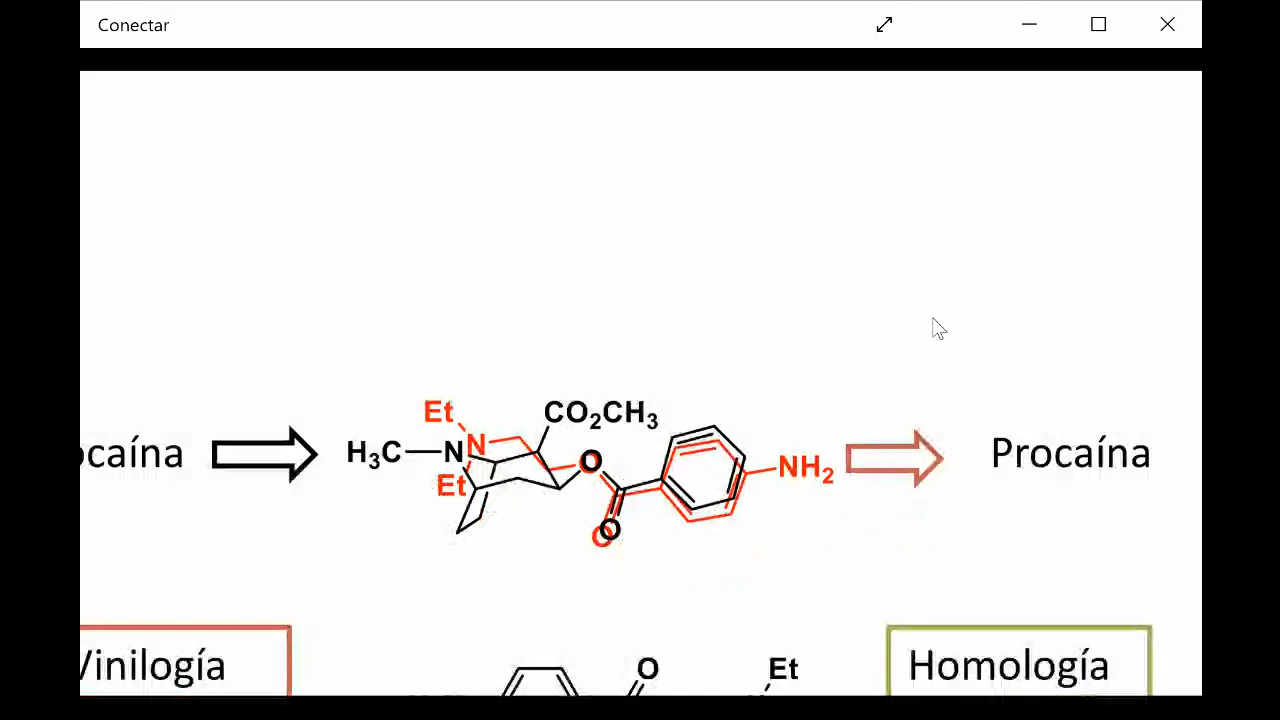 Conectar
Et
CO2CH3
H3C
N
N
O
O
Et
O
O
NH2
ocaína
Procaína
Vinilogía
O
Et
Homología